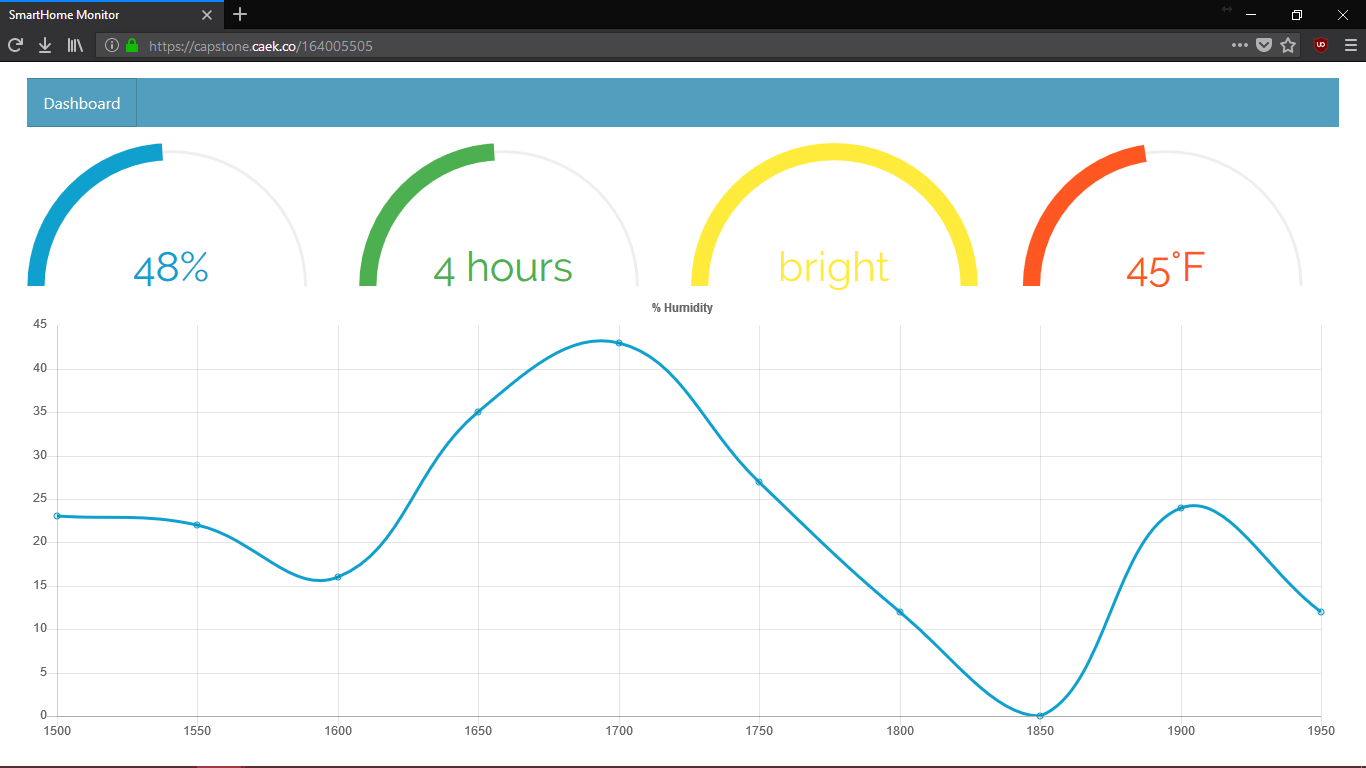 SmartHome Monitor
https://capstone.caek.co/164005505
Dashboard
48%
4 hours
bright
45°F
% Humidity
45
40
35
30
25
20
15
10
5
0
1500 1550 1600 1650 1700 1750 1800 1850 1900 1950